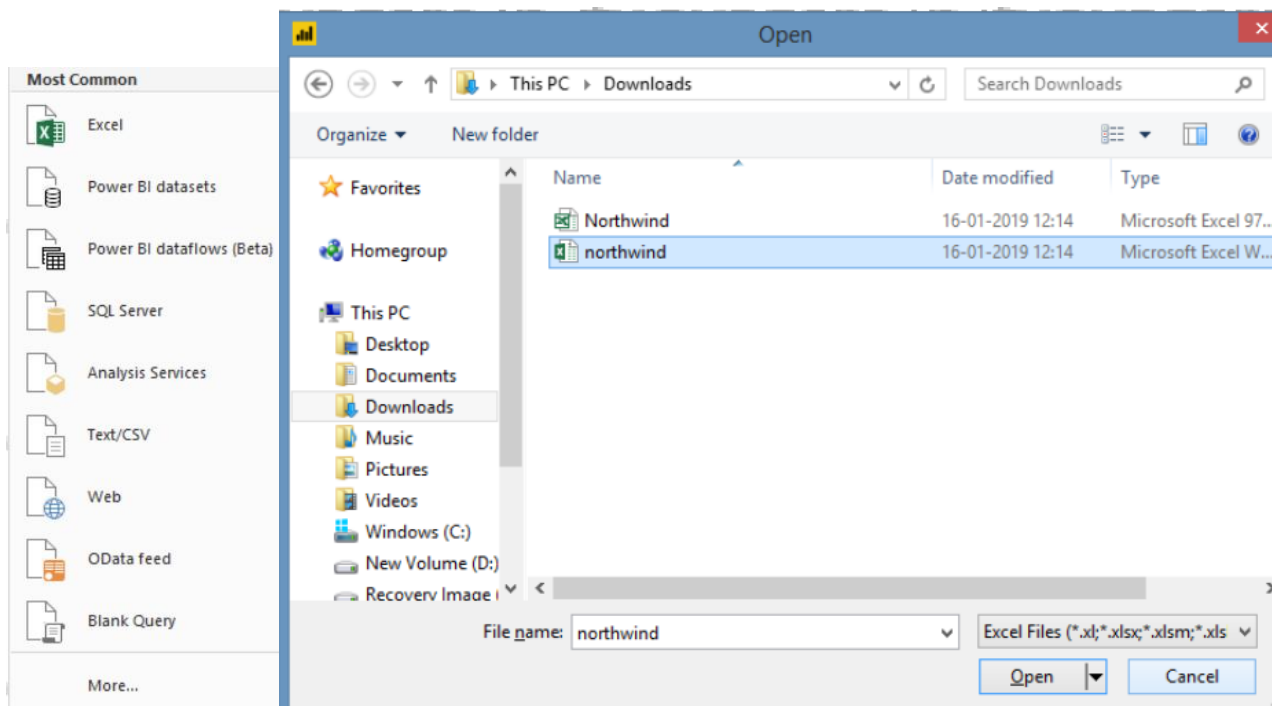 Most Common
Excel
Power BI datasets
Power BI dataflows (Beta)
SQL Server
Analysis Services
Text/CSV
Web
OData feed
Blank Query
More...
Open
This PC
Downloads
Search Downloads
Organize
New folder
Favorites
Homegroup
This PC
Desktop
Documents
Downloads
Music
Pictures
Videos
Windows (C:)
New Volume (D:)
Recovery Image (
Name Date modified Type
Northwind 16-01-2019 12:14 Microsoft Excel 97...
northwind 16-01-2019 12:14 Microsoft Excel W...
File name: northwind
Excel Files (*.xl;*.xlsx;*.xlsm;*.xls
Open
Cancel